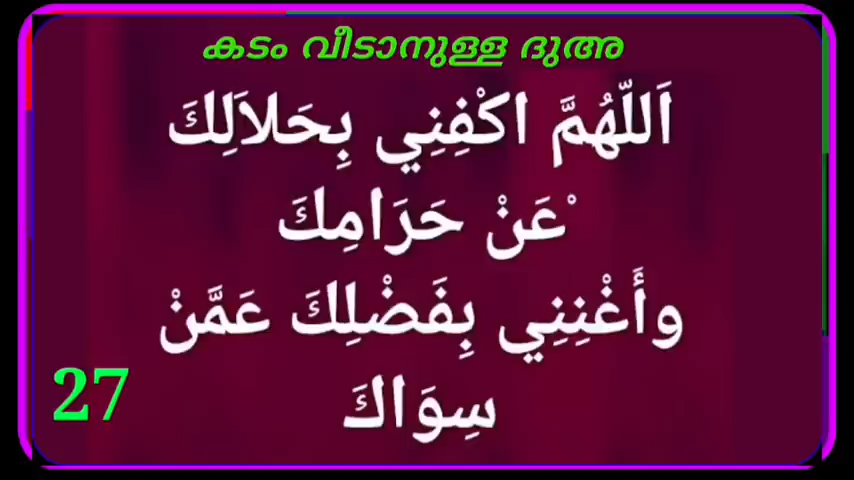 കടം വീടാനുള്ള ദുഅ
اَللّٰهُمَّ اكْفِنِي بِحَلاَلِكَ
ْعَنْ حَرَامِكَ
وأَغْنِنِي بِفَضْلِكَ عَمَّنْ
سِوَاكَ
27